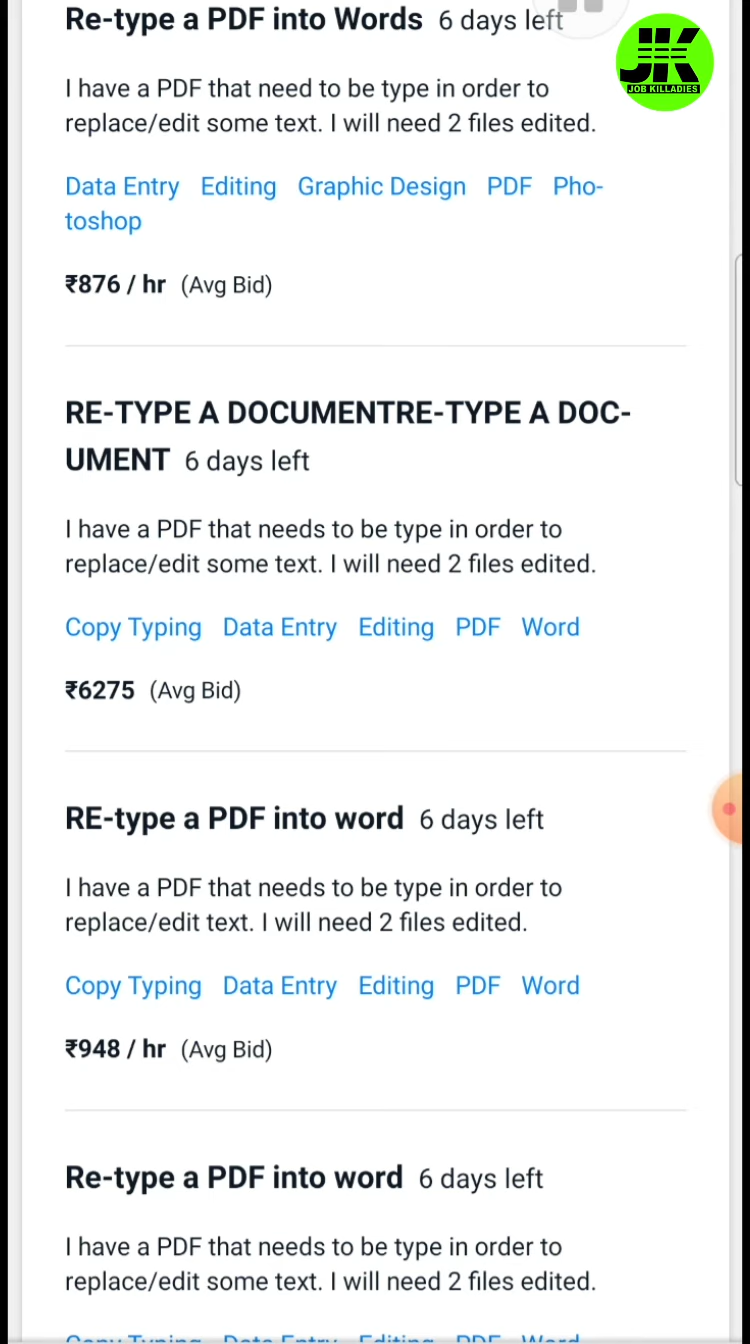 Re-type a PDF into Words 6 days left
JK
JOB KILLADIES
I have a PDF that need to be type in order to
replace/edit some text. I will need 2 files edited.
Data Entry Editing Graphic Design PDF Pho-
toshop
₹876 / hr (Avg Bid)
RE-TYPE A DOCUMENTRE-TYPE A DOC-
UMENT 6 days left
I have a PDF that needs to be type in order to
replace/edit some text. I will need 2 files edited.
Copy Typing Data Entry Editing PDF Word
₹6275 (Avg Bid)
RE-type a PDF into word 6 days left
I have a PDF that needs to be type in order to
replace/edit text. I will need 2 files edited.
Copy Typing Data Entry Editing PDF Word
₹948 / hr (Avg Bid)
Re-type a PDF into word 6 days left
I have a PDF that needs to be type in order to
replace/edit some text. I will need 2 files edited.
Copy Typing Data Entry Editing PDF Word